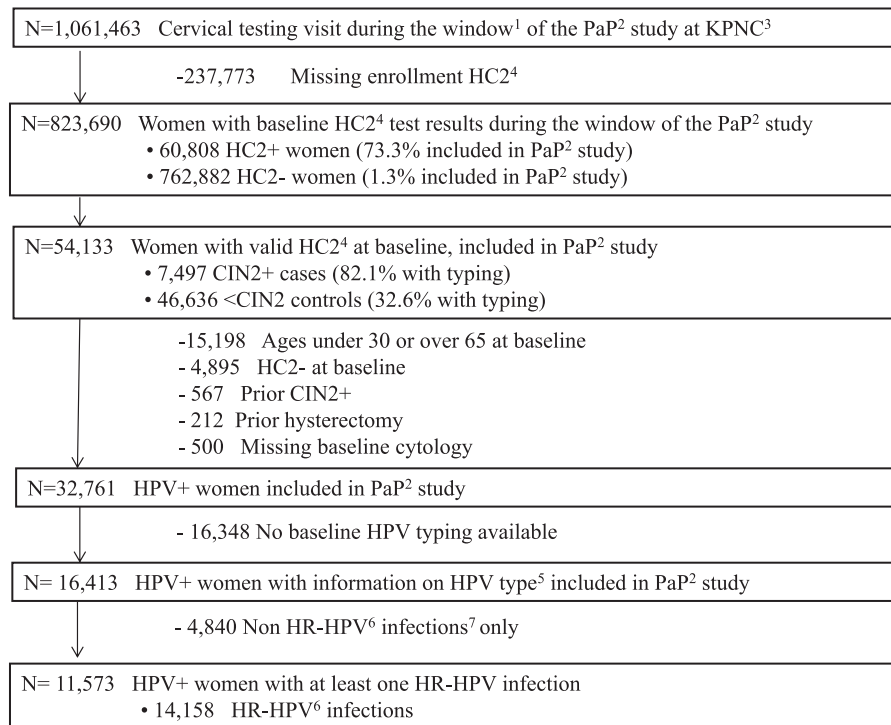 N=1,061,463 Cervical testing visit during the window¹ of the PaP² study at KPNC³
-237,773 Missing enrollment HC2⁴
N=823,690 Women with baseline HC2⁴ test results during the window of the PaP² study
• 60,808 HC2+ women (73.3% included in PaP² study)
• 762,882 HC2- women (1.3% included in PaP² study)
N=54,133 Women with valid HC2⁴ at baseline, included in PaP² study
• 7,497 CIN2+ cases (82.1% with typing)
• 46,636 <CIN2 controls (32.6% with typing)
-15,198 Ages under 30 or over 65 at baseline
- 4,895 HC2- at baseline
- 567 Prior CIN2+
- 212 Prior hysterectomy
- 500 Missing baseline cytology
N=32,761 HPV+ women included in PaP² study
- 16,348 No baseline HPV typing available
N= 16,413 HPV+ women with information on HPV type⁵ included in PaP² study
- 4,840 Non HR-HPV⁶ infections⁷ only
N= 11,573 HPV+ women with at least one HR-HPV infection
• 14,158 HR-HPV⁶ infections